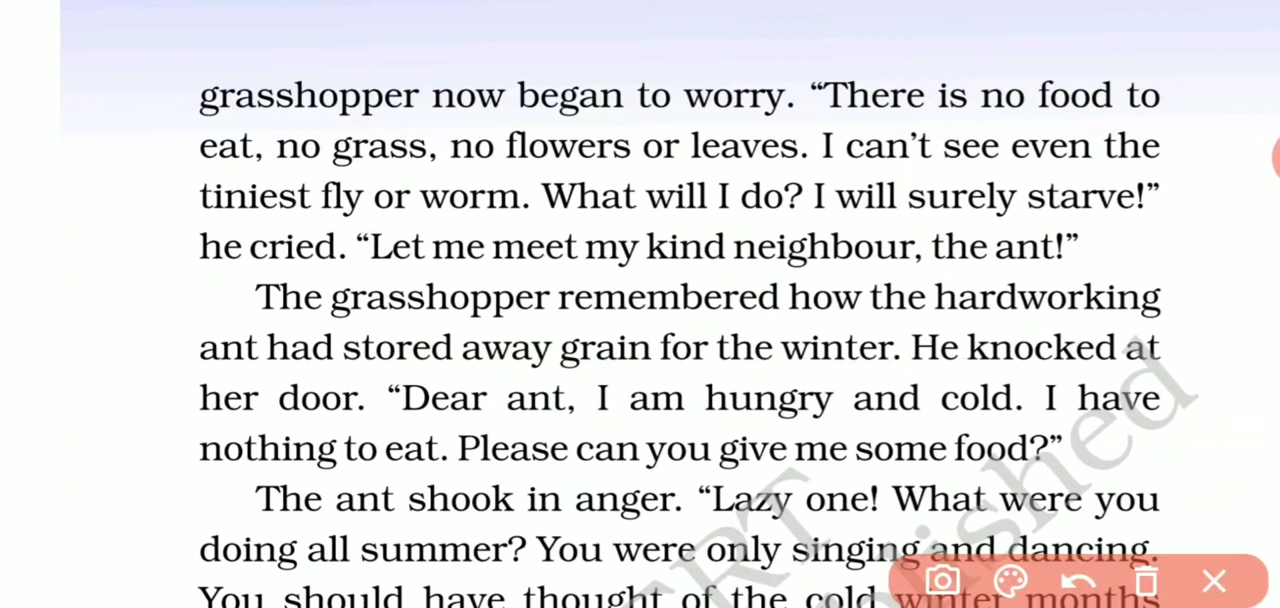 grasshopper now began to worry. “There is no food to
eat, no grass, no flowers or leaves. I can’t see even the
tiniest fly or worm. What will I do? I will surely starve!”
he cried. “Let me meet my kind neighbour, the ant!”
The grasshopper remembered how the hardworking
ant had stored away grain for the winter. He knocked at
her door. “Dear ant, I am hungry and cold. I have
nothing to eat. Please can you give me some food?”
The ant shook in anger. “Lazy one! What were you
doing all summer? You were only singing and dancing.
You should have thought of the cold winter months